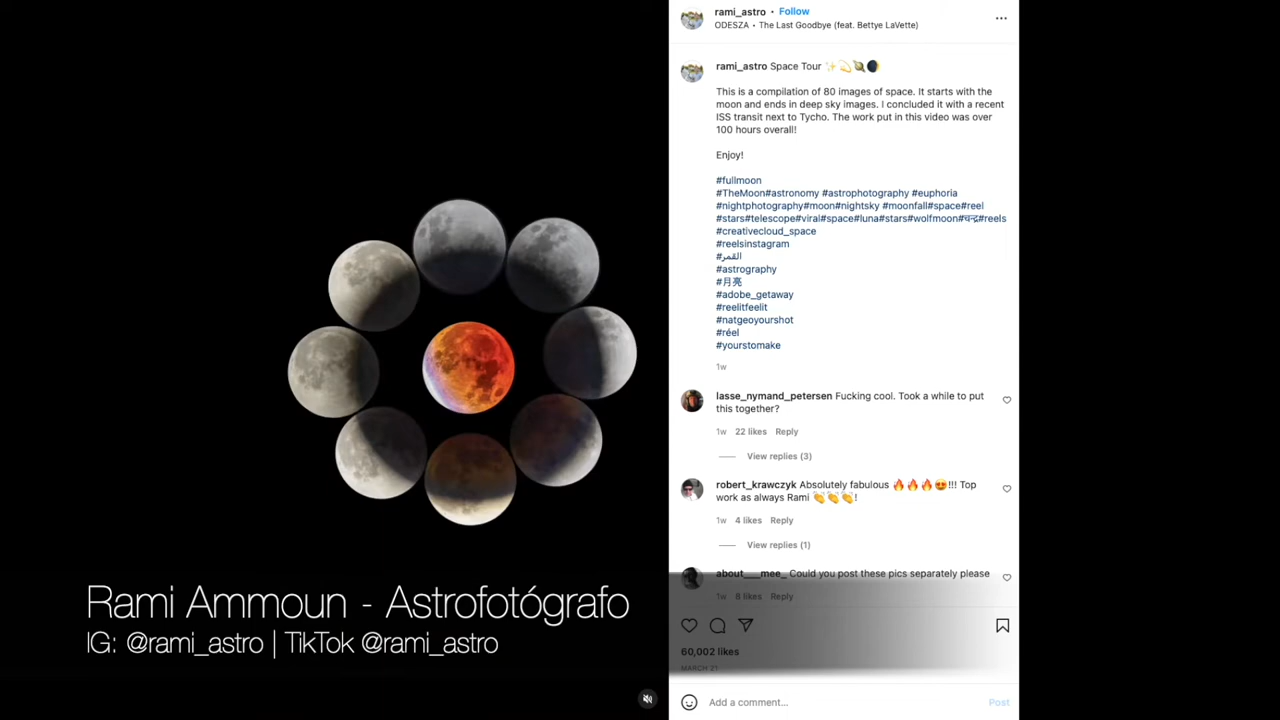 rami_astro • Follow
ODESZA • The Last Goodbye (feat. Bettye LaVette)
rami_astro Space Tour ✨💫🪐🌒
This is a compilation of 80 images of space. It starts with the
moon and ends in deep sky images. I concluded it with a recent
ISS transit next to Tycho. The work put in this video was over
100 hours overall!
Enjoy!
#fullmoon
#TheMoon#astronomy #astrophotography #euphoria
#nightphotography#moon#nightsky #moonfall#space#reel
#stars#telescope#viral#space#luna#stars#wolfmoon#चन्द्र#reels
#creativecloud_space
#reelsinstagram
#القمر
#astrography
#月亮
#adobe_getaway
#reelitfeelit
#natgeoyourshot
#réel
#yourstomake
1w
lasse_nymand_petersen Fucking cool. Took a while to put
this together?
1w 22 likes Reply
View replies (3)
robert_krawczyk Absolutely fabulous 🔥🔥🔥😍!!! Top
work as always Rami 👏👏👏!
1w 4 likes Reply
View replies (1)
about___mee_ Could you post these pics separately please
1w 8 likes Reply
60,002 likes
MARCH 21
Add a comment...
Post
Rami Ammoun - Astrofotógrafo
IG: @rami_astro | TikTok @rami_astro